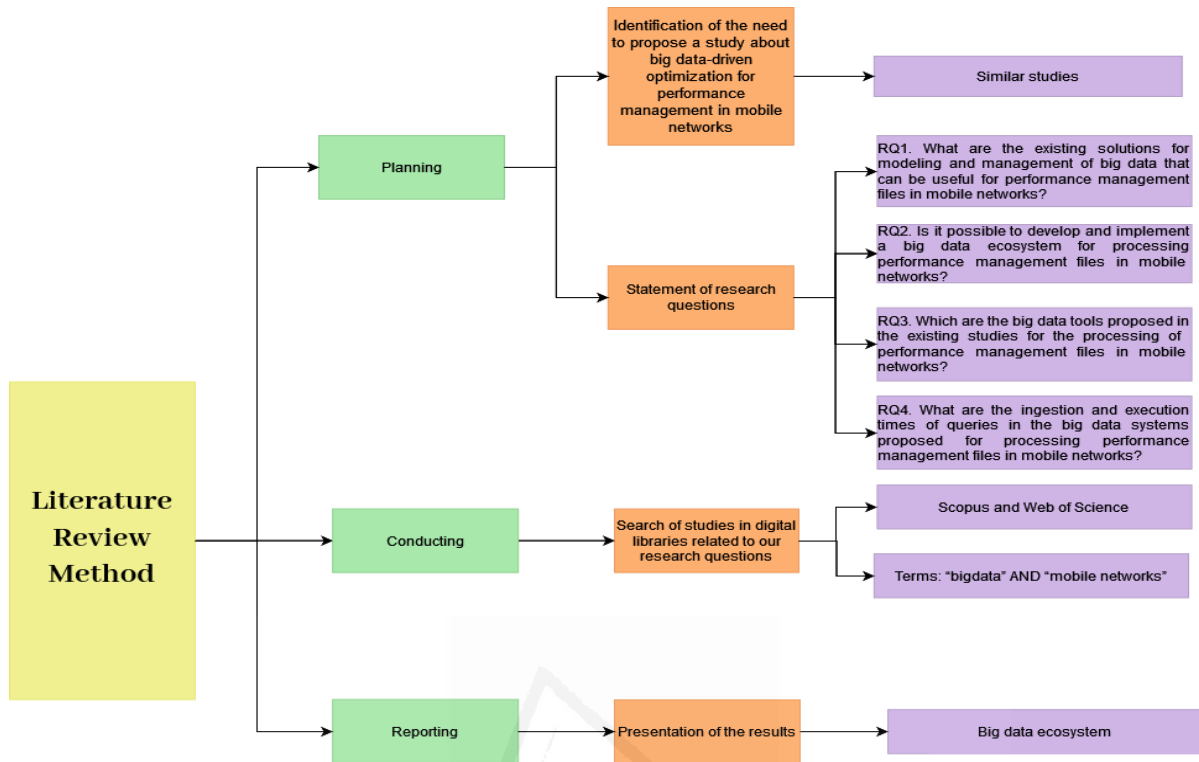 Literature
Review
Method
Planning
Identification of the need
to propose a study about
big data-driven
optimization for
performance
management in mobile
networks
Similar studies
Statement of research
questions
RQ1. What are the existing solutions for
modeling and management of big data that
can be useful for performance management
files in mobile networks?
RQ2. Is it possible to develop and implement
a big data ecosystem for processing
performance management files in mobile
networks?
RQ3. Which are the big data tools proposed in
the existing studies for the processing of
performance management files in mobile
networks?
RQ4. What are the ingestion and execution
times of queries in the big data systems
proposed for processing performance
management files in mobile networks?
Conducting
Search of studies in digital
libraries related to our
research questions
Scopus and Web of Science
Terms: “bigdata” AND “mobile networks”
Reporting
Presentation of the results
Big data ecosystem